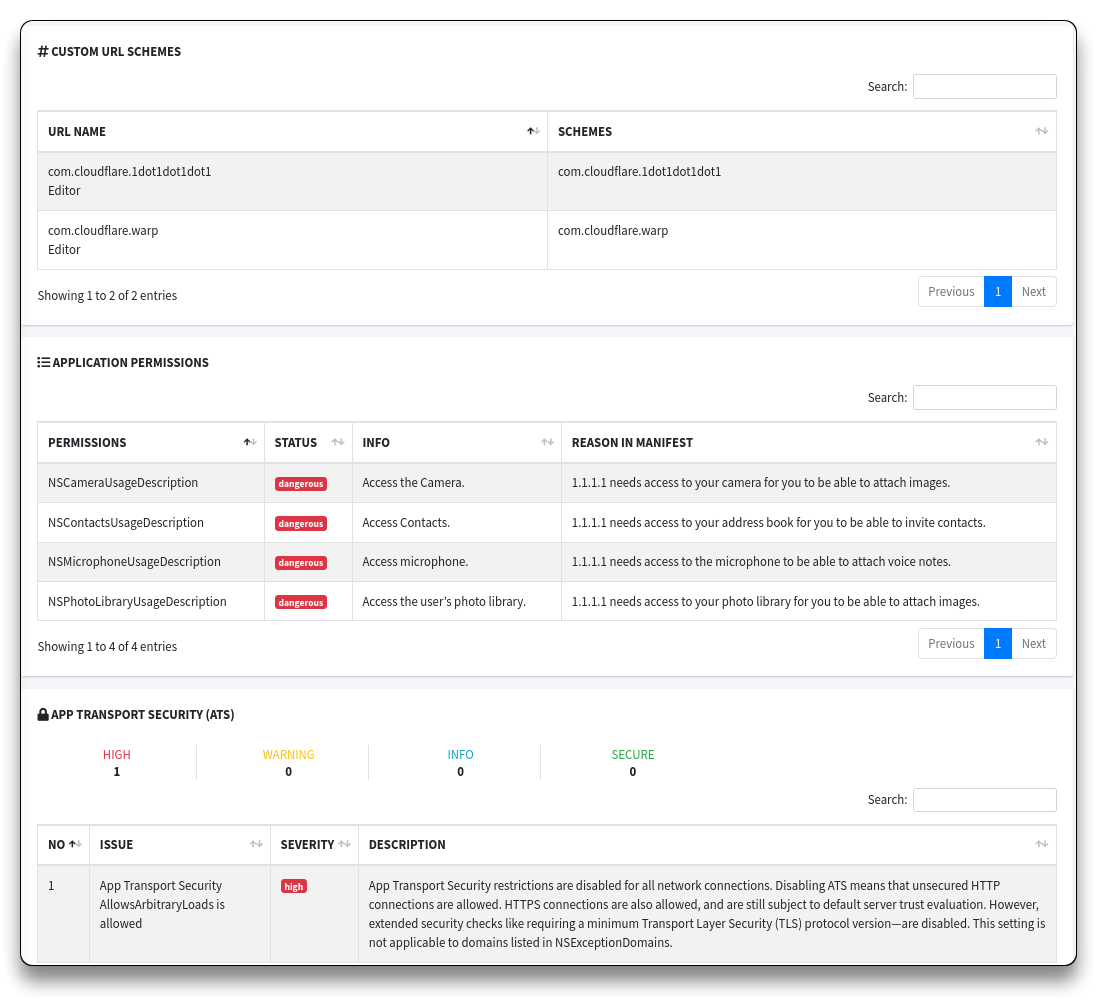 # CUSTOM URL SCHEMES
Search:
URL NAME SCHEMES
com.cloudflare.1dot1dot1dot1 com.cloudflare.1dot1dot1dot1
Editor
com.cloudflare.warp com.cloudflare.warp
Editor
Showing 1 to 2 of 2 entries Previous 1 Next
APPLICATION PERMISSIONS
Search:
PERMISSIONS STATUS INFO REASON IN MANIFEST
NSCameraUsageDescription dangerous Access the Camera. 1.1.1.1 needs access to your camera for you to be able to attach images.
NSContactsUsageDescription dangerous Access Contacts. 1.1.1.1 needs access to your address book for you to be able to invite contacts.
NSMicrophoneUsageDescription dangerous Access microphone. 1.1.1.1 needs access to the microphone to be able to attach voice notes.
NSPhotoLibraryUsageDescription dangerous Access the user’s photo library. 1.1.1.1 needs access to your photo library for you to be able to attach images.
Showing 1 to 4 of 4 entries Previous 1 Next
APP TRANSPORT SECURITY (ATS)
HIGH WARNING INFO SECURE
1 0 0 0
Search:
NO ISSUE SEVERITY DESCRIPTION
1 App Transport Security high App Transport Security restrictions are disabled for all network connections. Disabling ATS means that unsecured HTTP
AllowsArbitraryLoads is connections are allowed. HTTPS connections are also allowed, and are still subject to default server trust evaluation. However,
allowed extended security checks like requiring a minimum Transport Layer Security (TLS) protocol version—are disabled. This setting is
not applicable to domains listed in NSExceptionDomains.